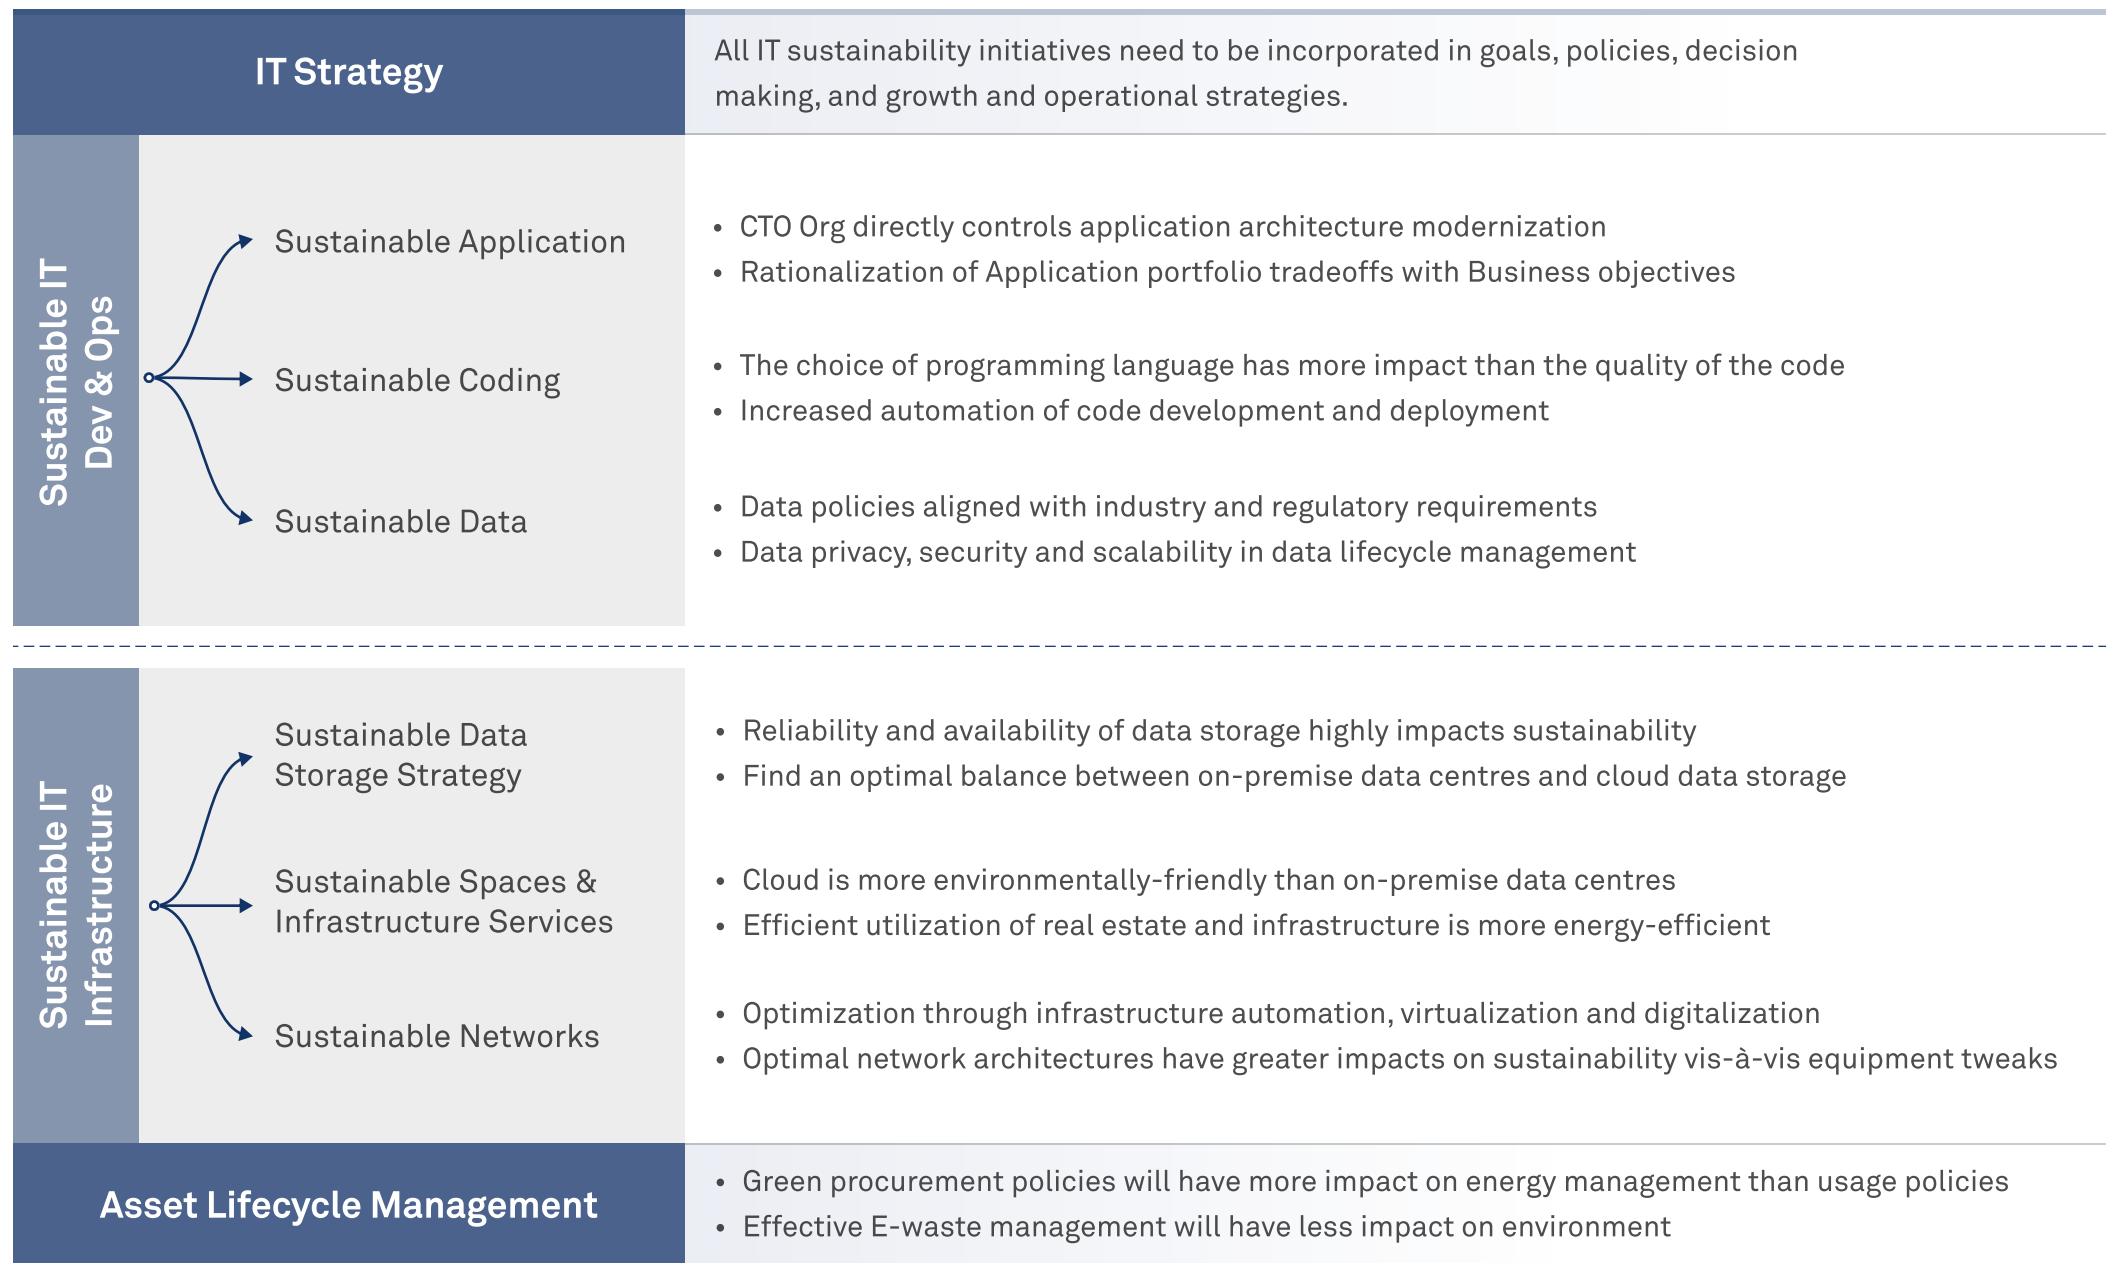 IT Strategy
All IT sustainability initiatives need to be incorporated in goals, policies, decision
making, and growth and operational strategies.
Sustainable IT
Dev & Ops
Sustainable Application
• CTO Org directly controls application architecture modernization
• Rationalization of Application portfolio tradeoffs with Business objectives
Sustainable Coding
• The choice of programming language has more impact than the quality of the code
• Increased automation of code development and deployment
Sustainable Data
• Data policies aligned with industry and regulatory requirements
• Data privacy, security and scalability in data lifecycle management
Sustainable IT
Infrastructure
Sustainable Data
Storage Strategy
• Reliability and availability of data storage highly impacts sustainability
• Find an optimal balance between on-premise data centres and cloud data storage
Sustainable Spaces &
Infrastructure Services
• Cloud is more environmentally-friendly than on-premise data centres
• Efficient utilization of real estate and infrastructure is more energy-efficient
Sustainable Networks
• Optimization through infrastructure automation, virtualization and digitalization
• Optimal network architectures have greater impacts on sustainability vis-à-vis equipment tweaks
Asset Lifecycle Management
• Green procurement policies will have more impact on energy management than usage policies
• Effective E-waste management will have less impact on environment